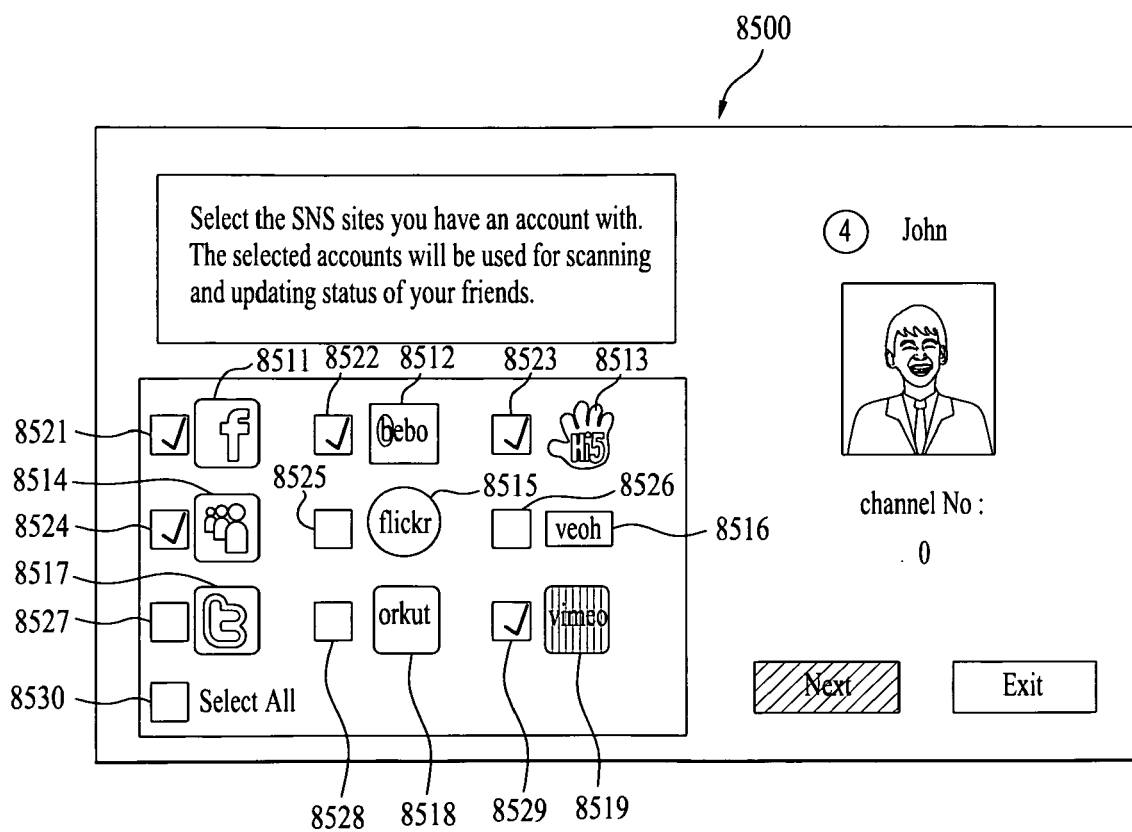 8500
Select the SNS sites you have an account with.
The selected accounts will be used for scanning
and updating status of your friends.
4 John
8511 8522 8512 8523 8513
8521 f bebo Hi5
8514 8525 8515 8526
8524 flickr veoh 8516
channel No :
0
8517
8527 t orkut vimeo
8530 Select All
Next Exit
8528 8518 8529 8519